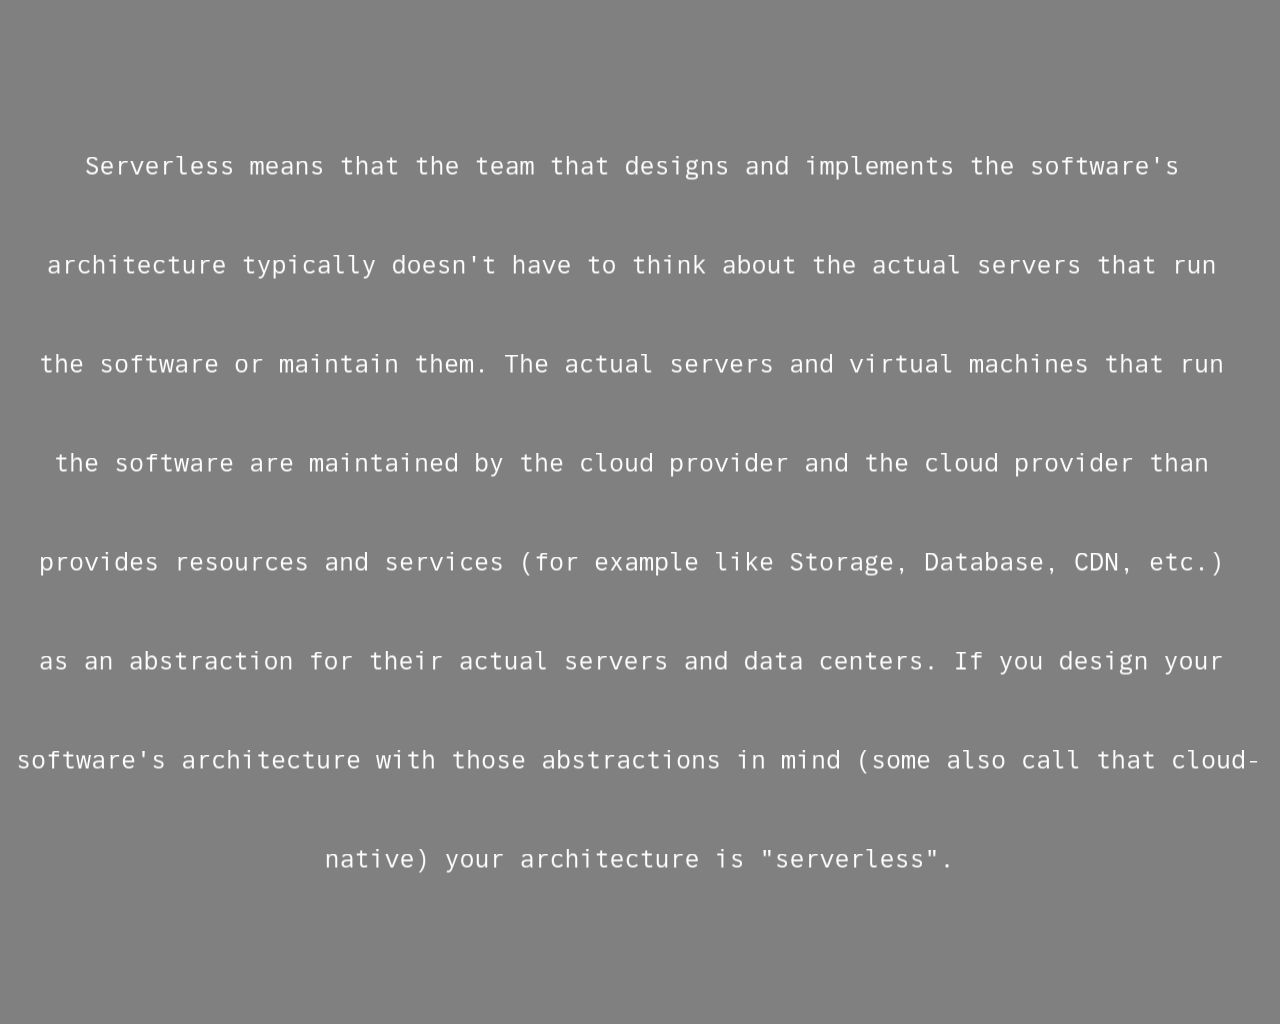 Serverless means that the team that designs and implements the software's
architecture typically doesn't have to think about the actual servers that run
the software or maintain them. The actual servers and virtual machines that run
the software are maintained by the cloud provider and the cloud provider than
provides resources and services (for example like Storage, Database, CDN, etc.)
as an abstraction for their actual servers and data centers. If you design your
software's architecture with those abstractions in mind (some also call that cloud-
native) your architecture is "serverless".